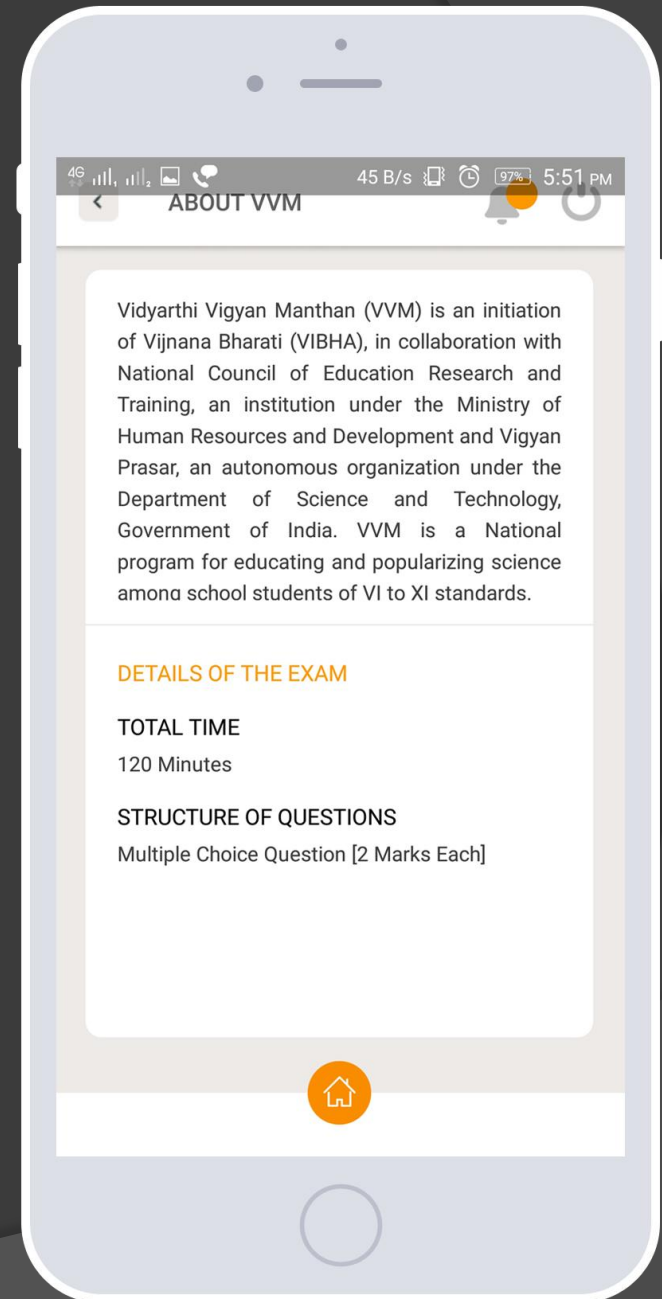 4G 1 2 45 B/s 97% 5:51 PM
ABOUT VVM
Vidyarthi Vigyan Manthan (VVM) is an initiation
of Vijnana Bharati (VIBHA), in collaboration with
National Council of Education Research and
Training, an institution under the Ministry of
Human Resources and Development and Vigyan
Prasar, an autonomous organization under the
Department of Science and Technology,
Government of India. VVM is a National
program for educating and popularizing science
among school students of VI to XI standards.
DETAILS OF THE EXAM
TOTAL TIME
120 Minutes
STRUCTURE OF QUESTIONS
Multiple Choice Question [2 Marks Each]